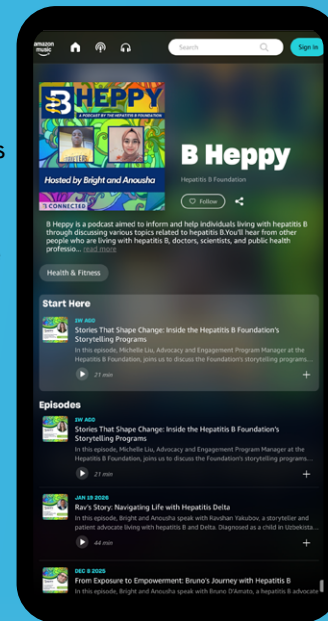 amazon music
Search
Sign In
B HEPPY
A PODCAST BY THE HEPATITIS B FOUNDATION
Hosted by Bright and Anousha
B CONNECTED
B Heppy
Hepatitis B Foundation
Follow
B Heppy is a podcast aimed to inform and help individuals living with hepatitis B
through discussing various topics related to hepatitis B.You'll hear from other
people who are living with hepatitis B, doctors, scientists, and public health
professio... read more
Health & Fitness
Start Here
1W AGO
Stories That Shape Change: Inside the Hepatitis B Foundation's
Storytelling Programs
In this episode, Michelle Liu, Advocacy and Engagement Program Manager at the
Hepatitis B Foundation, joins us to discuss the Foundation's storytelling programs...
21 min
Episodes
1W AGO
Stories That Shape Change: Inside the Hepatitis B Foundation's
Storytelling Programs
In this episode, Michelle Liu, Advocacy and Engagement Program Manager at the
Hepatitis B Foundation, joins us to discuss the Foundation's storytelling programs...
21 min
JAN 19 2026
Rav's Story: Navigating Life with Hepatitis Delta
In this episode, Bright and Anousha speak with Ravshan Yakubov, a storyteller and
patient advocate living with hepatitis B and Delta. Diagnosed as a child in Uzbekista...
44 min
DEC 8 2025
From Exposure to Empowerment: Bruno's Journey with Hepatitis B
In this episode, Bright and Anousha speak with Bruno D'Amato, a hepatitis B advocate
s